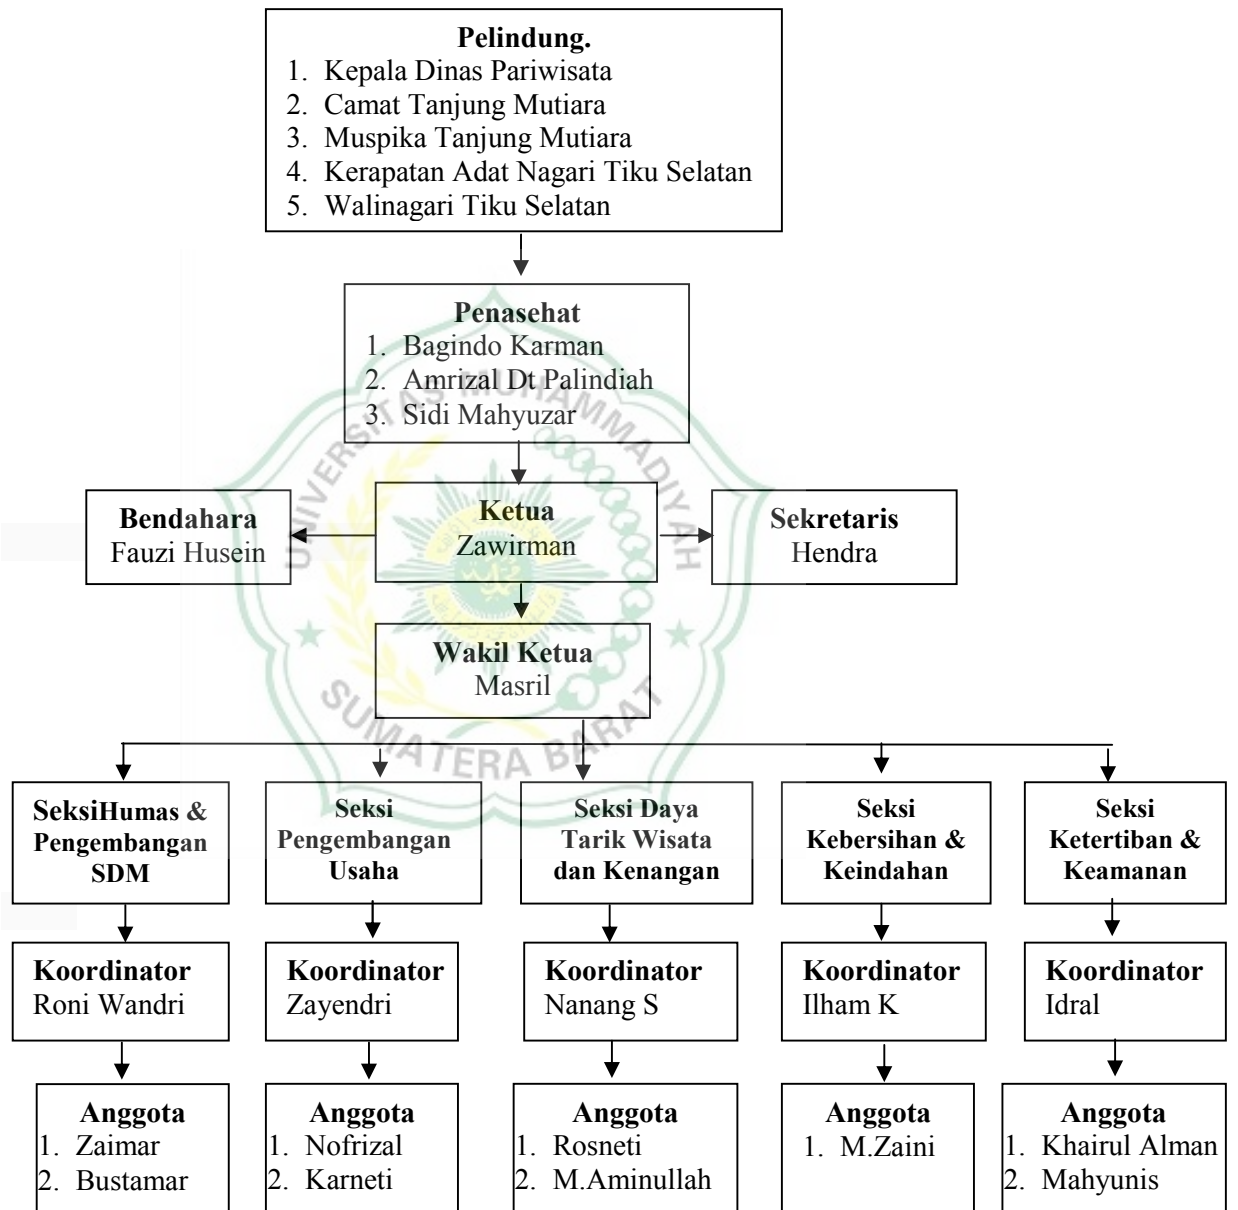 Pelindung.
1. Kepala Dinas Pariwisata
2. Camat Tanjung Mutiara
3. Muspika Tanjung Mutiara
4. Kerapatan Adat Nagari Tiku Selatan
5. Walinagari Tiku Selatan
Penasehat
1. Bagindo Karman
2. Amrizal Dt Palindiah
3. Sidi Mahyuzar
UNIVERSITAS MUHAMMADIYAH
SUMATERA BARAT
Bendahara
Fauzi Husein
Ketua
Zawirman
Sekretaris
Hendra
Wakil Ketua
Masril
SeksiHumas &
Pengembangan
SDM
Seksi
Pengembangan
Usaha
Seksi Daya
Tarik Wisata
dan Kenangan
Seksi
Kebersihan &
Keindahan
Seksi
Ketertiban &
Keamanan
Koordinator
Roni Wandri
Koordinator
Zayendri
Koordinator
Nanang S
Koordinator
Ilham K
Koordinator
Idral
Anggota
1. Zaimar
2. Bustamar
Anggota
1. Nofrizal
2. Karneti
Anggota
1. Rosneti
2. M.Aminullah
Anggota
1. M.Zaini
Anggota
1. Khairul Alman
2. Mahyunis